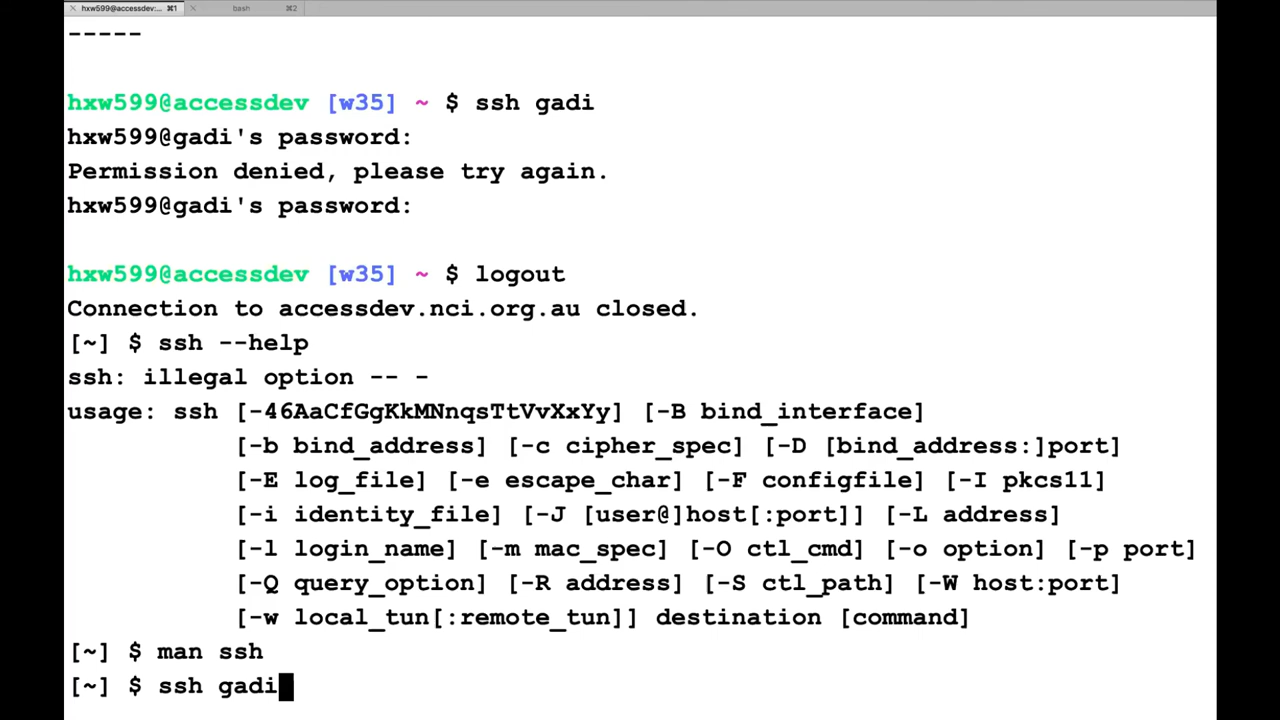 hxw599@accessdev:... ⌘1 bash ⌘2
-----
hxw599@accessdev [w35] ~ $ ssh gadi
hxw599@gadi's password:
Permission denied, please try again.
hxw599@gadi's password:
hxw599@accessdev [w35] ~ $ logout
Connection to accessdev.nci.org.au closed.
[~] $ ssh --help
ssh: illegal option -- -
usage: ssh [-46AaCfGgKkMNnqsTtVvXxYy] [-B bind_interface]
[-b bind_address] [-c cipher_spec] [-D [bind_address:]port]
[-E log_file] [-e escape_char] [-F configfile] [-I pkcs11]
[-i identity_file] [-J [user@]host[:port]] [-L address]
[-l login_name] [-m mac_spec] [-O ctl_cmd] [-o option] [-p port]
[-Q query_option] [-R address] [-S ctl_path] [-W host:port]
[-w local_tun[:remote_tun]] destination [command]
[~] $ man ssh
[~] $ ssh gadi